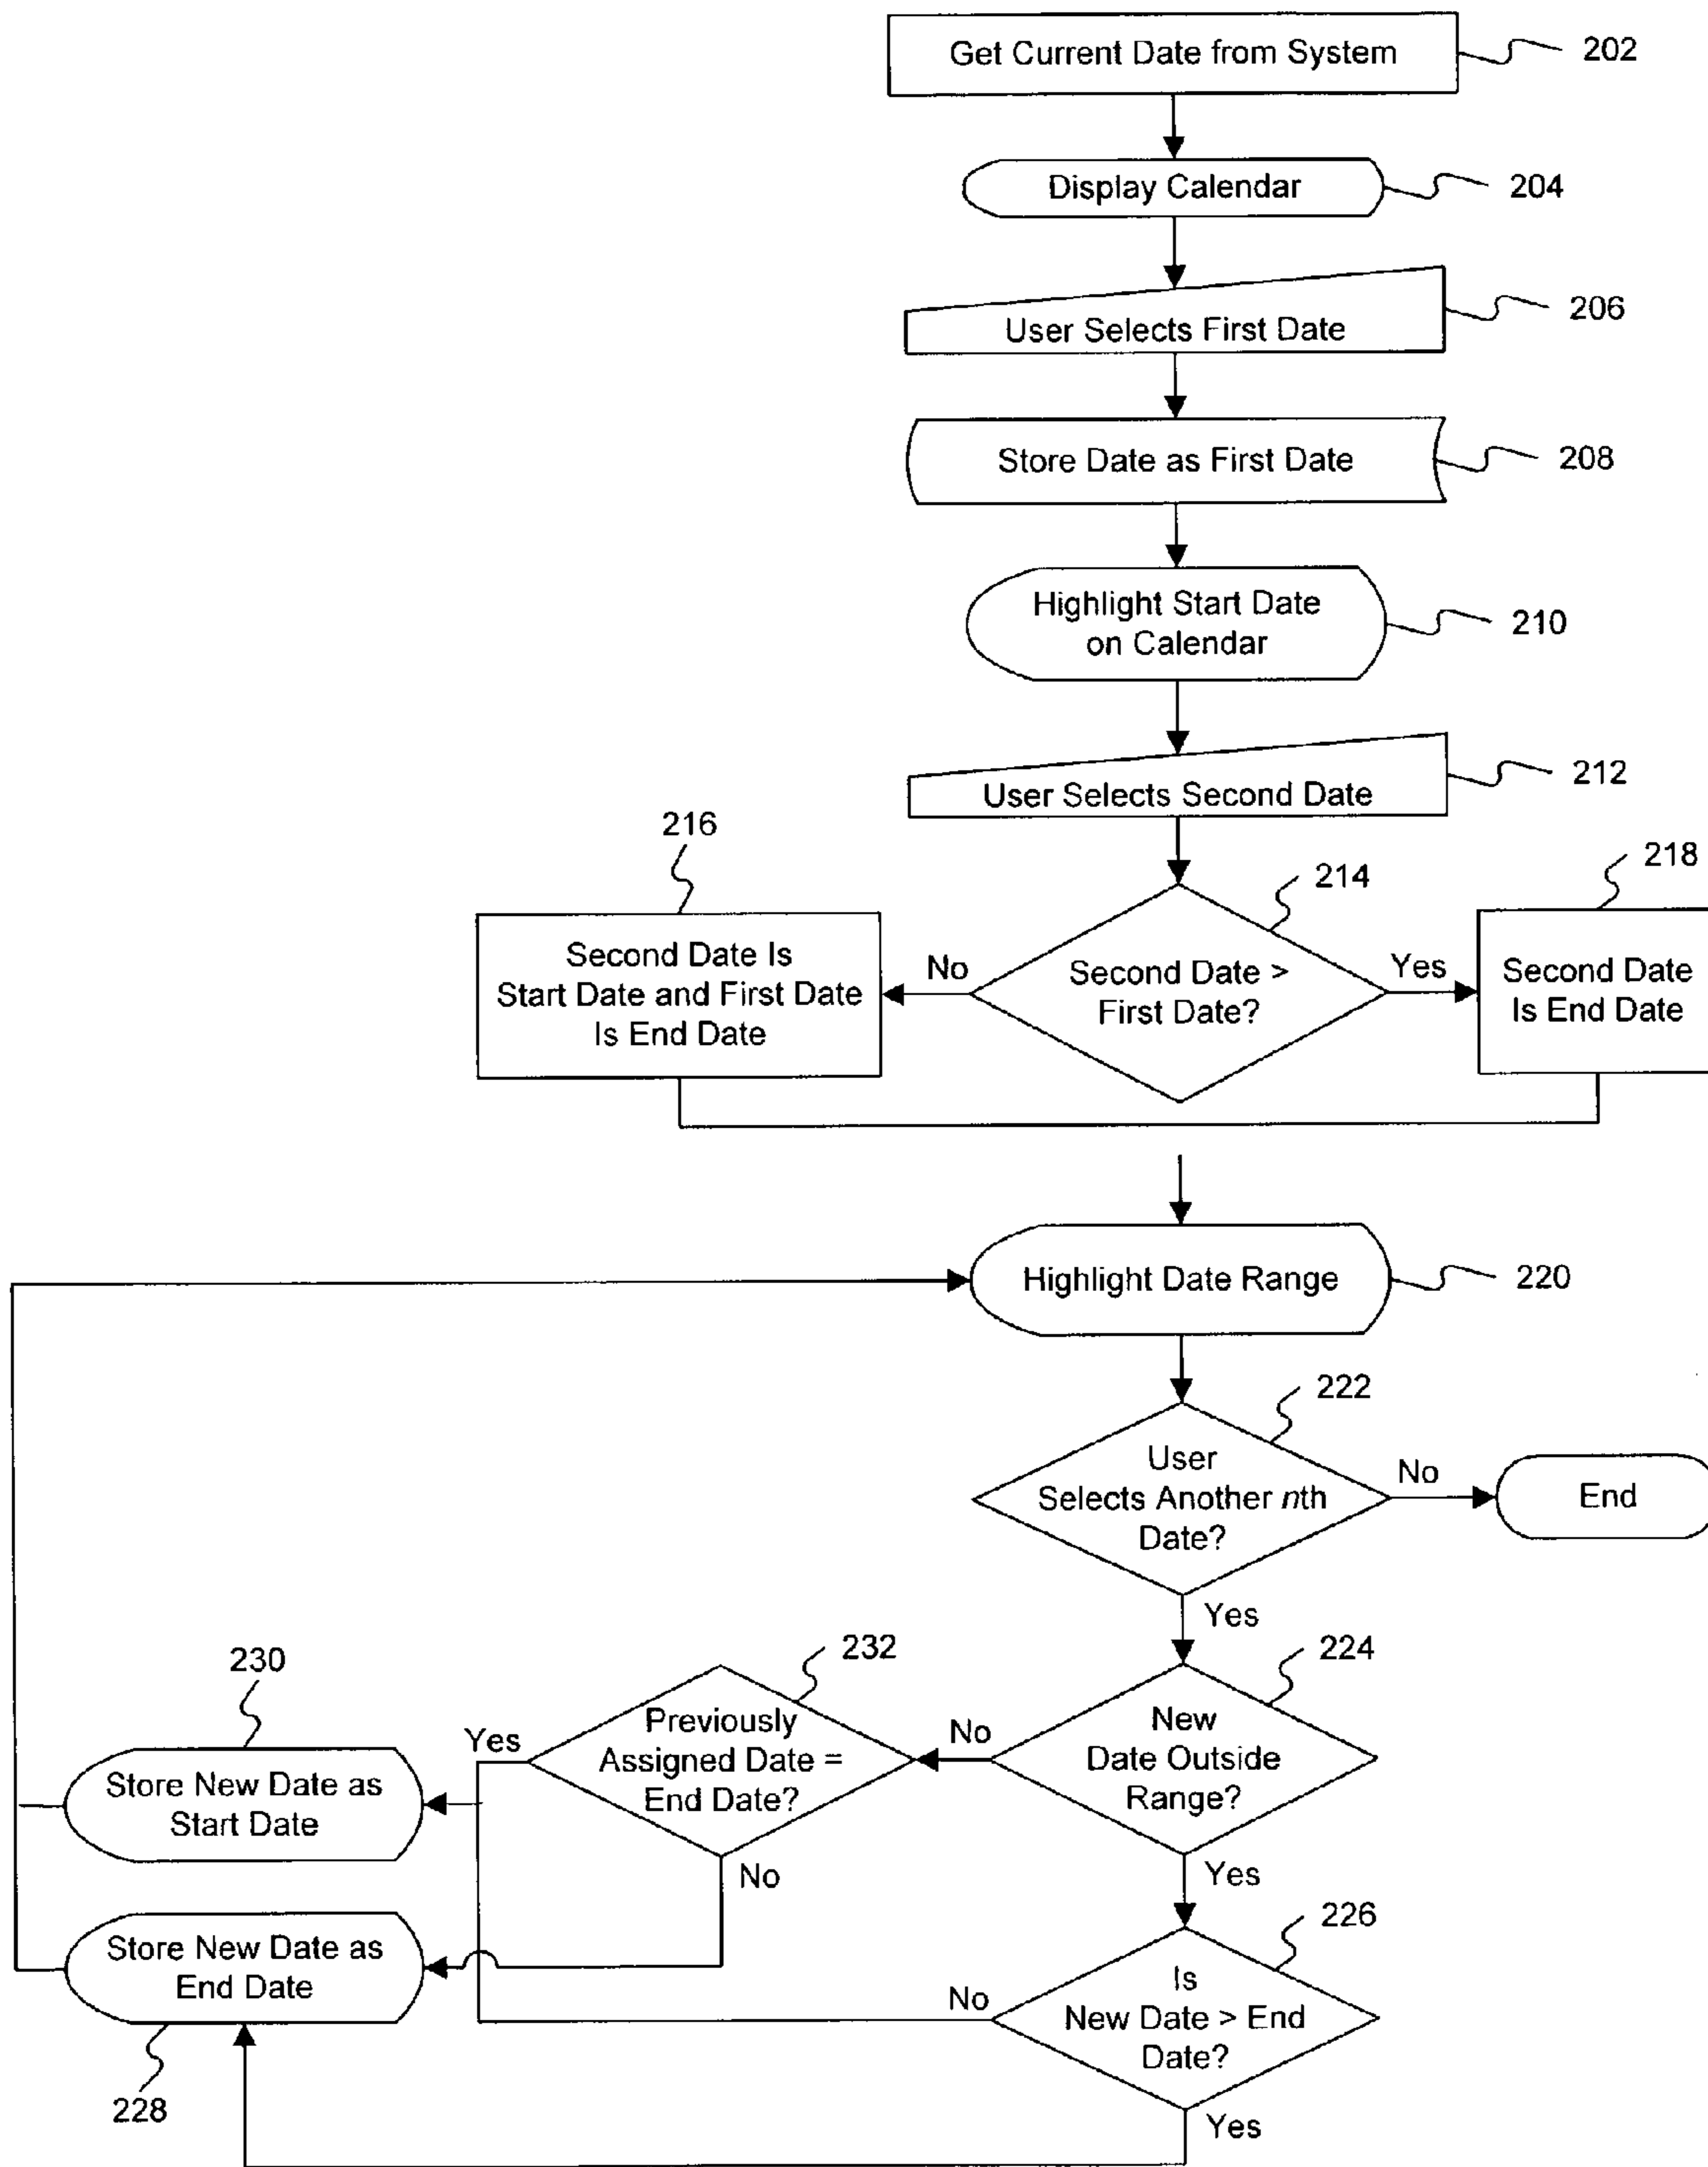 Get Current Date from System
202
Display Calendar
204
User Selects First Date
206
Store Date as First Date
208
Highlight Start Date
on Calendar
210
User Selects Second Date
212
216
214
218
Second Date Is
Start Date and First Date
Is End Date
No
Second Date >
First Date?
Yes
Second Date
Is End Date
Highlight Date Range
220
222
User
Selects Another nth
Date?
No
End
Yes
230
232
224
Store New Date as
Start Date
Yes
Previously
Assigned Date =
End Date?
No
New
Date Outside
Range?
No
Yes
Store New Date as
End Date
228
226
No
Is
New Date > End
Date?
Yes